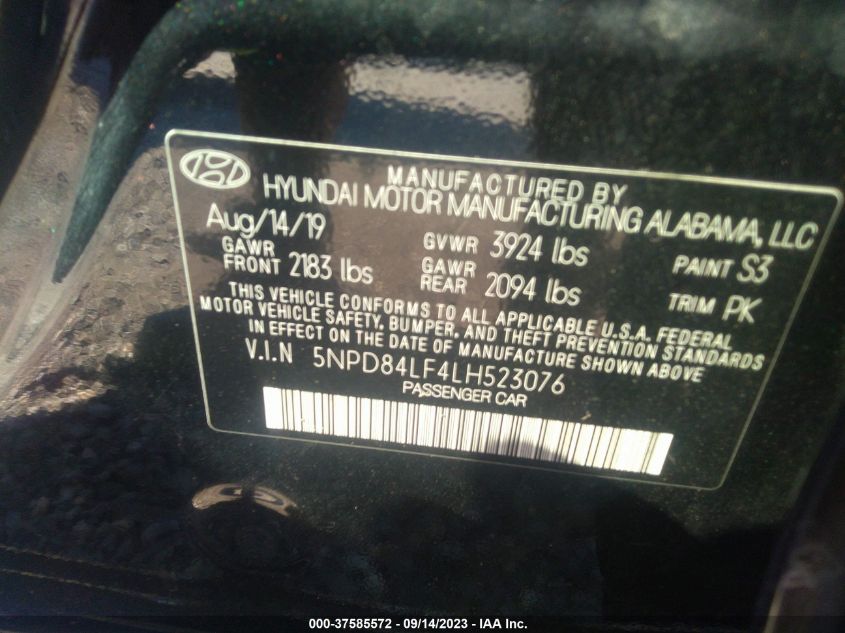 MANUFACTURED BY
HYUNDAI MOTOR MANUFACTURING ALABAMA, LLC
Aug/14/19 GVWR 3924 lbs PAINT S3
GAWR FRONT 2183 lbs GAWR REAR 2094 lbs TRIM PK
THIS VEHICLE CONFORMS TO ALL APPLICABLE U.S.A. FEDERAL
MOTOR VEHICLE SAFETY, BUMPER, AND THEFT PREVENTION STANDARDS
IN EFFECT ON THE DATE OF MANUFACTURE SHOWN ABOVE
V.I.N 5NPD84LF4LH523076
PASSENGER CAR
000-37585572 - 09/14/2023 - IAA Inc.